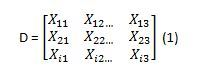 D = [X₁₁ X₁₂... X₁₃
X₂₁ X₂₂... X₂₃
Xᵢ₁ Xᵢ₂... Xᵢ₃] (1)